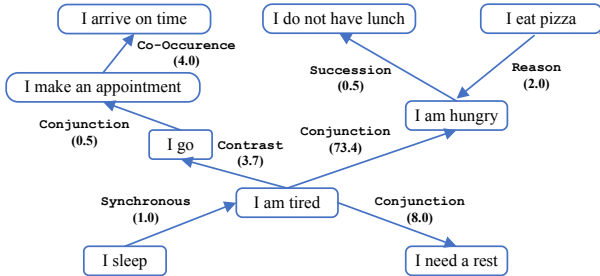 I arrive on time
I do not have lunch
I eat pizza
Co-Occurence
(4.0)
I make an appointment
Succession
(0.5)
Reason
(2.0)
I am hungry
Conjunction
(0.5)
I go
Contrast
(3.7)
Conjunction
(73.4)
Synchronous
(1.0)
I am tired
Conjunction
(8.0)
I sleep
I need a rest